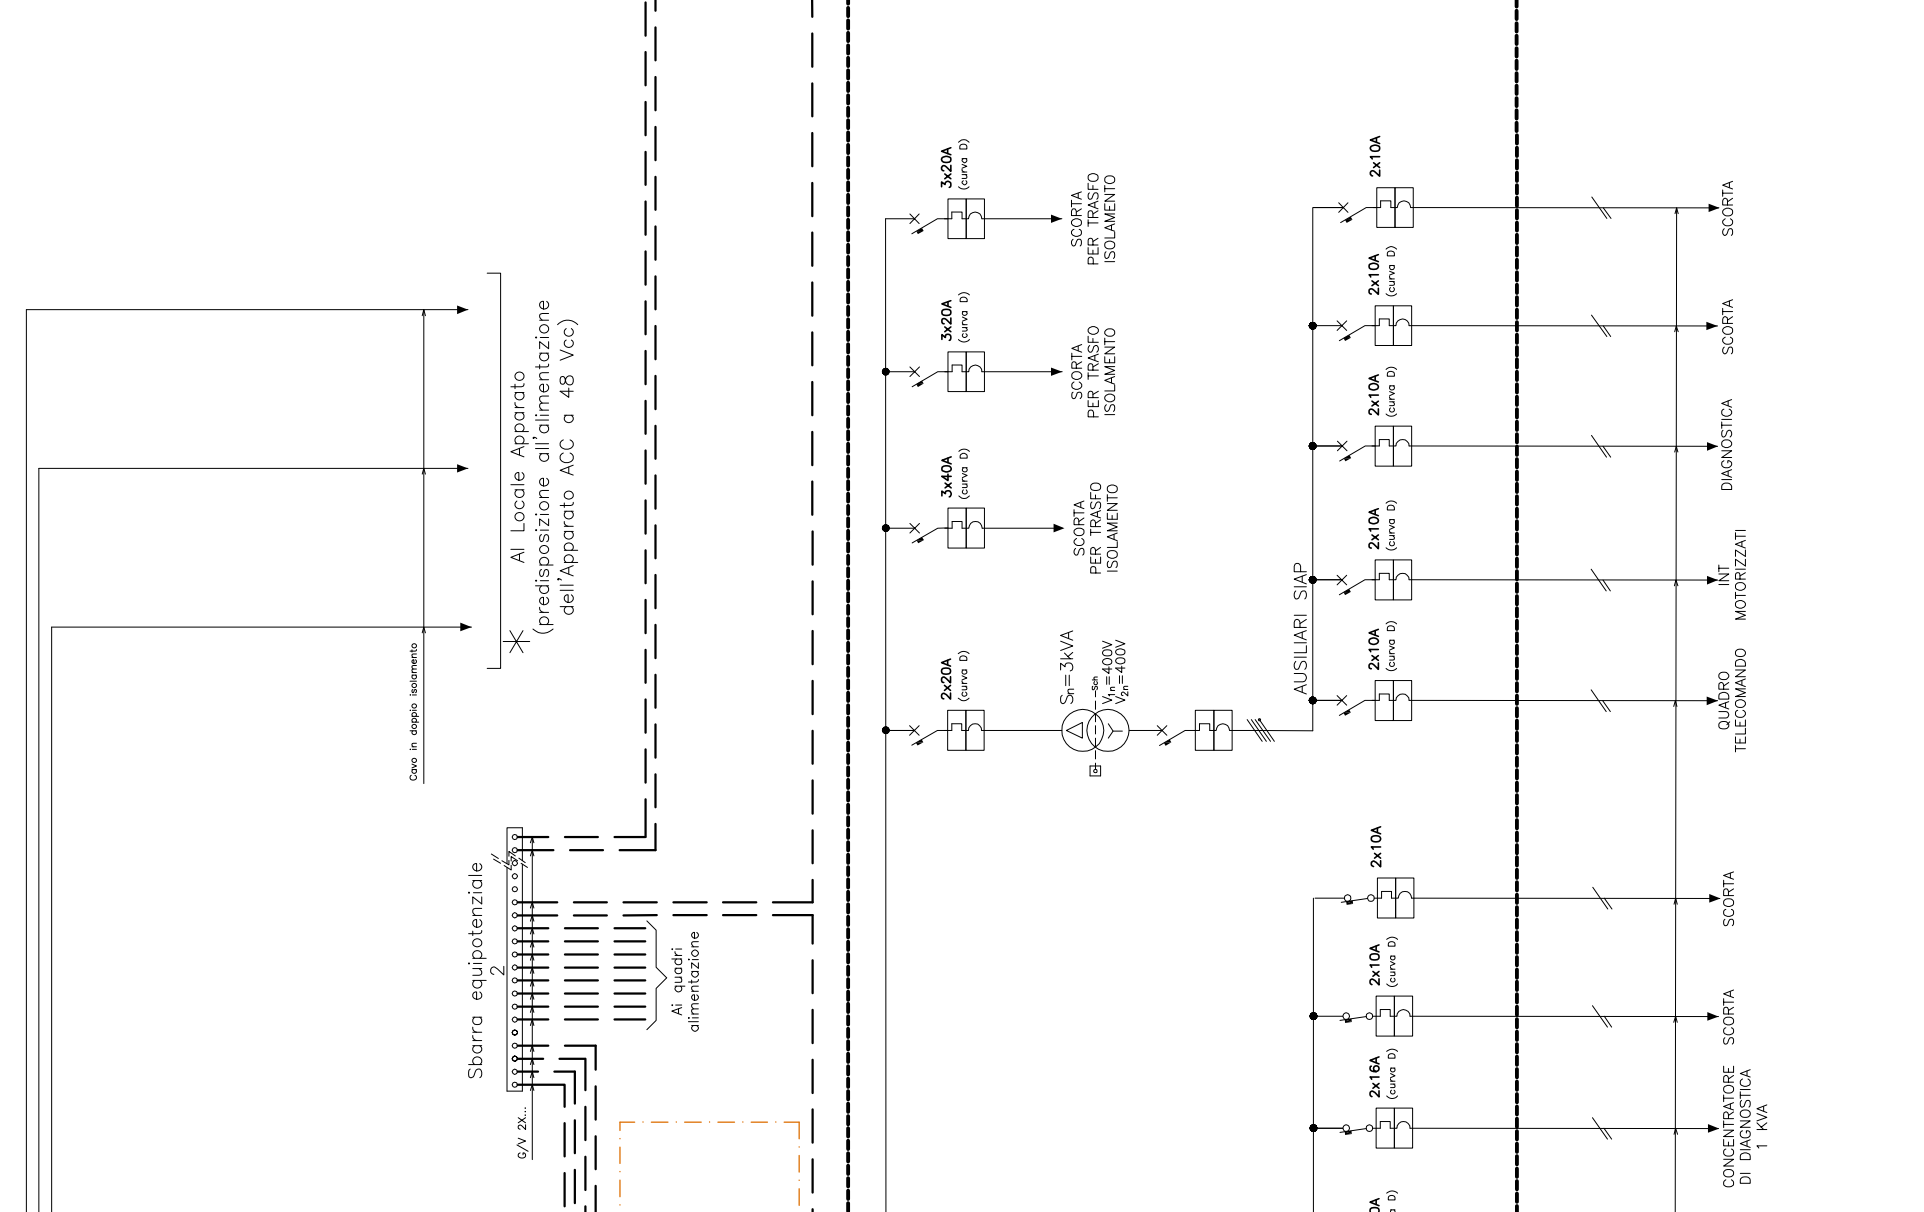 Al Locale Apparato
(predisposizione all'alimentazione
dell'Apparato ACC a 48 Vcc)
Cavo in doppio isolamento
Sbarra equipotenziale
2
G/V 2X...
Ai quadri
alimentazione
3x20A
(curva D)
SCORTA
PER TRASFO
ISOLAMENTO
3x20A
(curva D)
SCORTA
PER TRASFO
ISOLAMENTO
3x40A
(curva D)
SCORTA
PER TRASFO
ISOLAMENTO
2x20A
(curva D)
Sn=3kVA
Sch
V1n=400V
V2n=400V
AUSILIARI SIAP
2x10A
SCORTA
2x10A
(curva D)
SCORTA
2x10A
(curva D)
DIAGNOSTICA
2x10A
(curva D)
INT
MOTORIZZATI
2x10A
(curva D)
QUADRO
TELECOMANDO
2x10A
SCORTA
2x10A
(curva D)
SCORTA
2x16A
(curva D)
CONCENTRATORE
DI DIAGNOSTICA
1 KVA
(curva D)